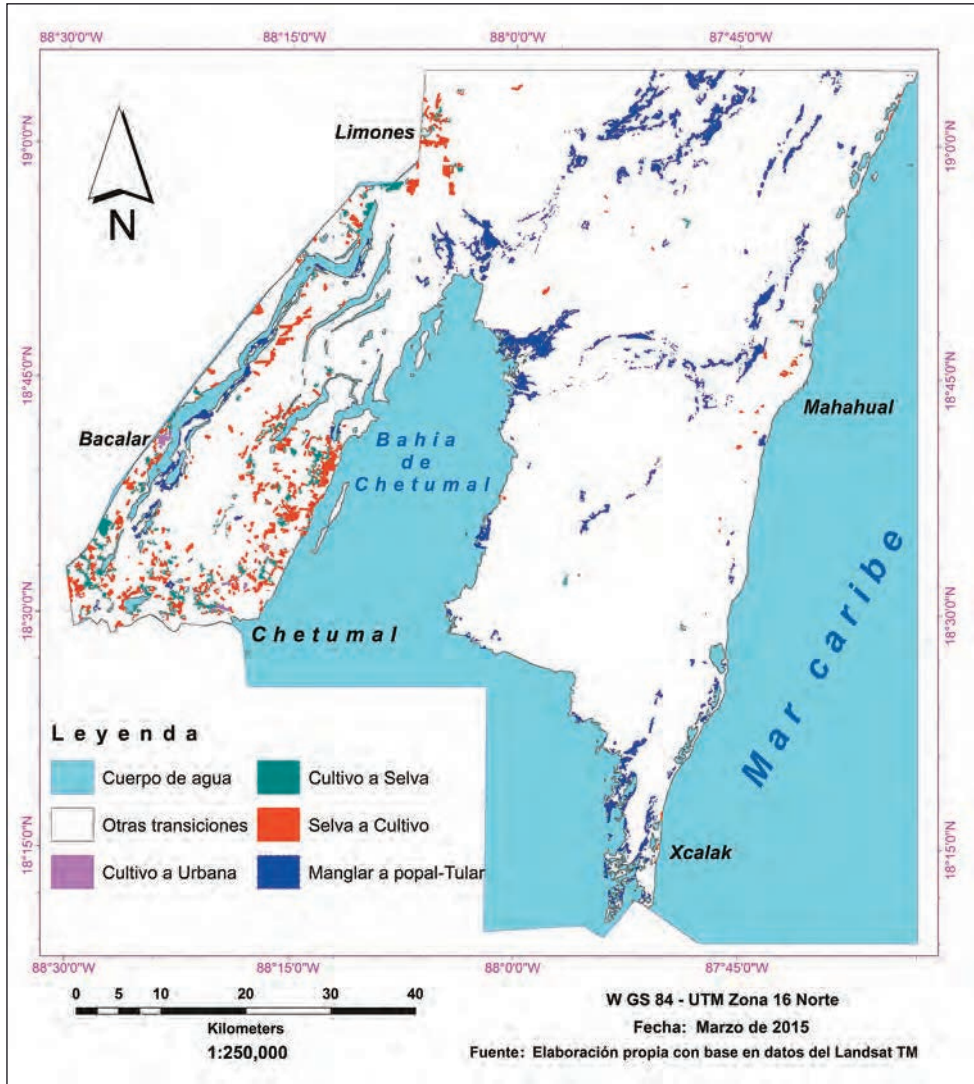 88°30'0"W 88°15'0"W 88°0'0"W 87°45'0"W
19°0'0"N
19°0'0"N
Limones
N
18°45'0"N
18°45'0"N
Mahahual
Bacalar
Bahia
de
Chetumal
Mar caribe
18°30'0"N
18°30'0"N
Chetumal
Leyenda
Cuerpo de agua
Cultivo a Selva
Otras transiciones
Selva a Cultivo
Cultivo a Urbana
Manglar a popal-Tular
18°15'0"N
18°15'0"N
Xcalak
88°30'0"W 88°15'0"W 88°0'0"W 87°45'0"W
0 5 10 20 30 40
Kilometers
1:250,000
W GS 84 - UTM Zona 16 Norte
Fecha: Marzo de 2015
Fuente: Elaboración propia con base en datos del Landsat TM